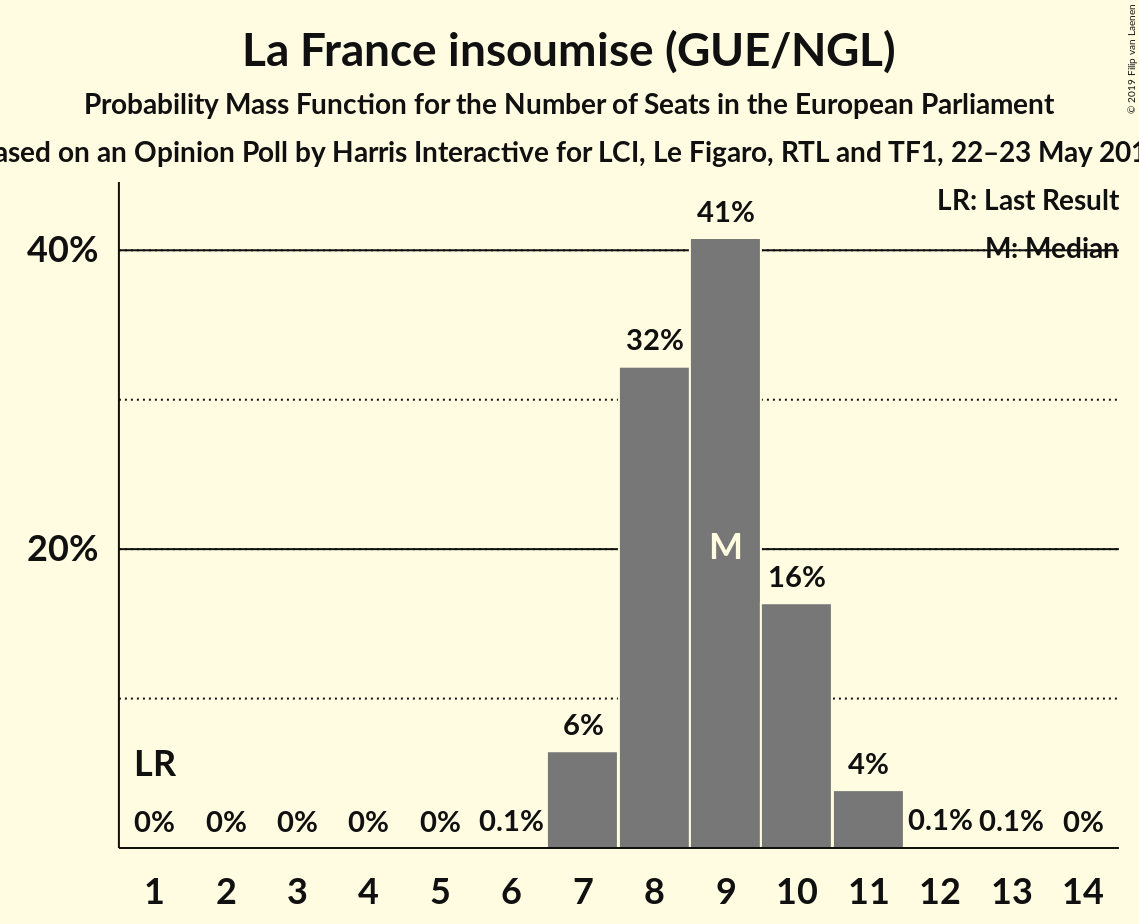 La France insoumise (GUE/NGL)
Probability Mass Function for the Number of Seats in the European Parliament
on an Opinion Poll by Harris Interactive for LCI, Le Figaro, RTL and TF1, 22–23 May
© 2019 Filip van Laenen
LR: Last Result
M: Median
41%
40%
32%
M
20%
16%
6%
LR
4%
0% 0% 0% 0% 0% 0.1% 0.1% 0.1% 0%
1 2 3 4 5 6 7 8 9 10 11 12 13 14